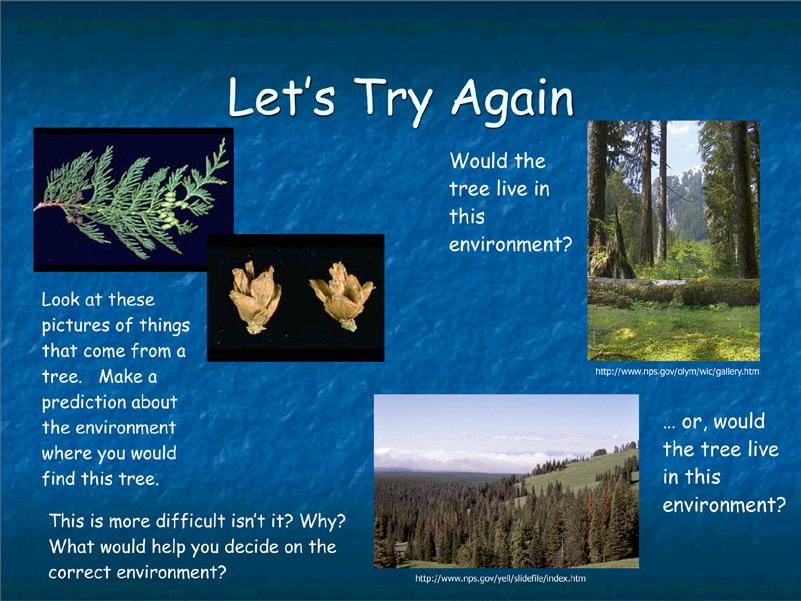 Let's Try Again
Would the
tree live in
this
environment?
Look at these
pictures of things
that come from a
tree.   Make a
prediction about
the environment
where you would
find this tree.
http://www.nps.gov/olym/wic/gallery.htm
... or, would
the tree live
in this
environment?
This is more difficult isn't it? Why?
What would help you decide on the
correct environment?
http://www.nps.gov/yell/slidefile/index.htm